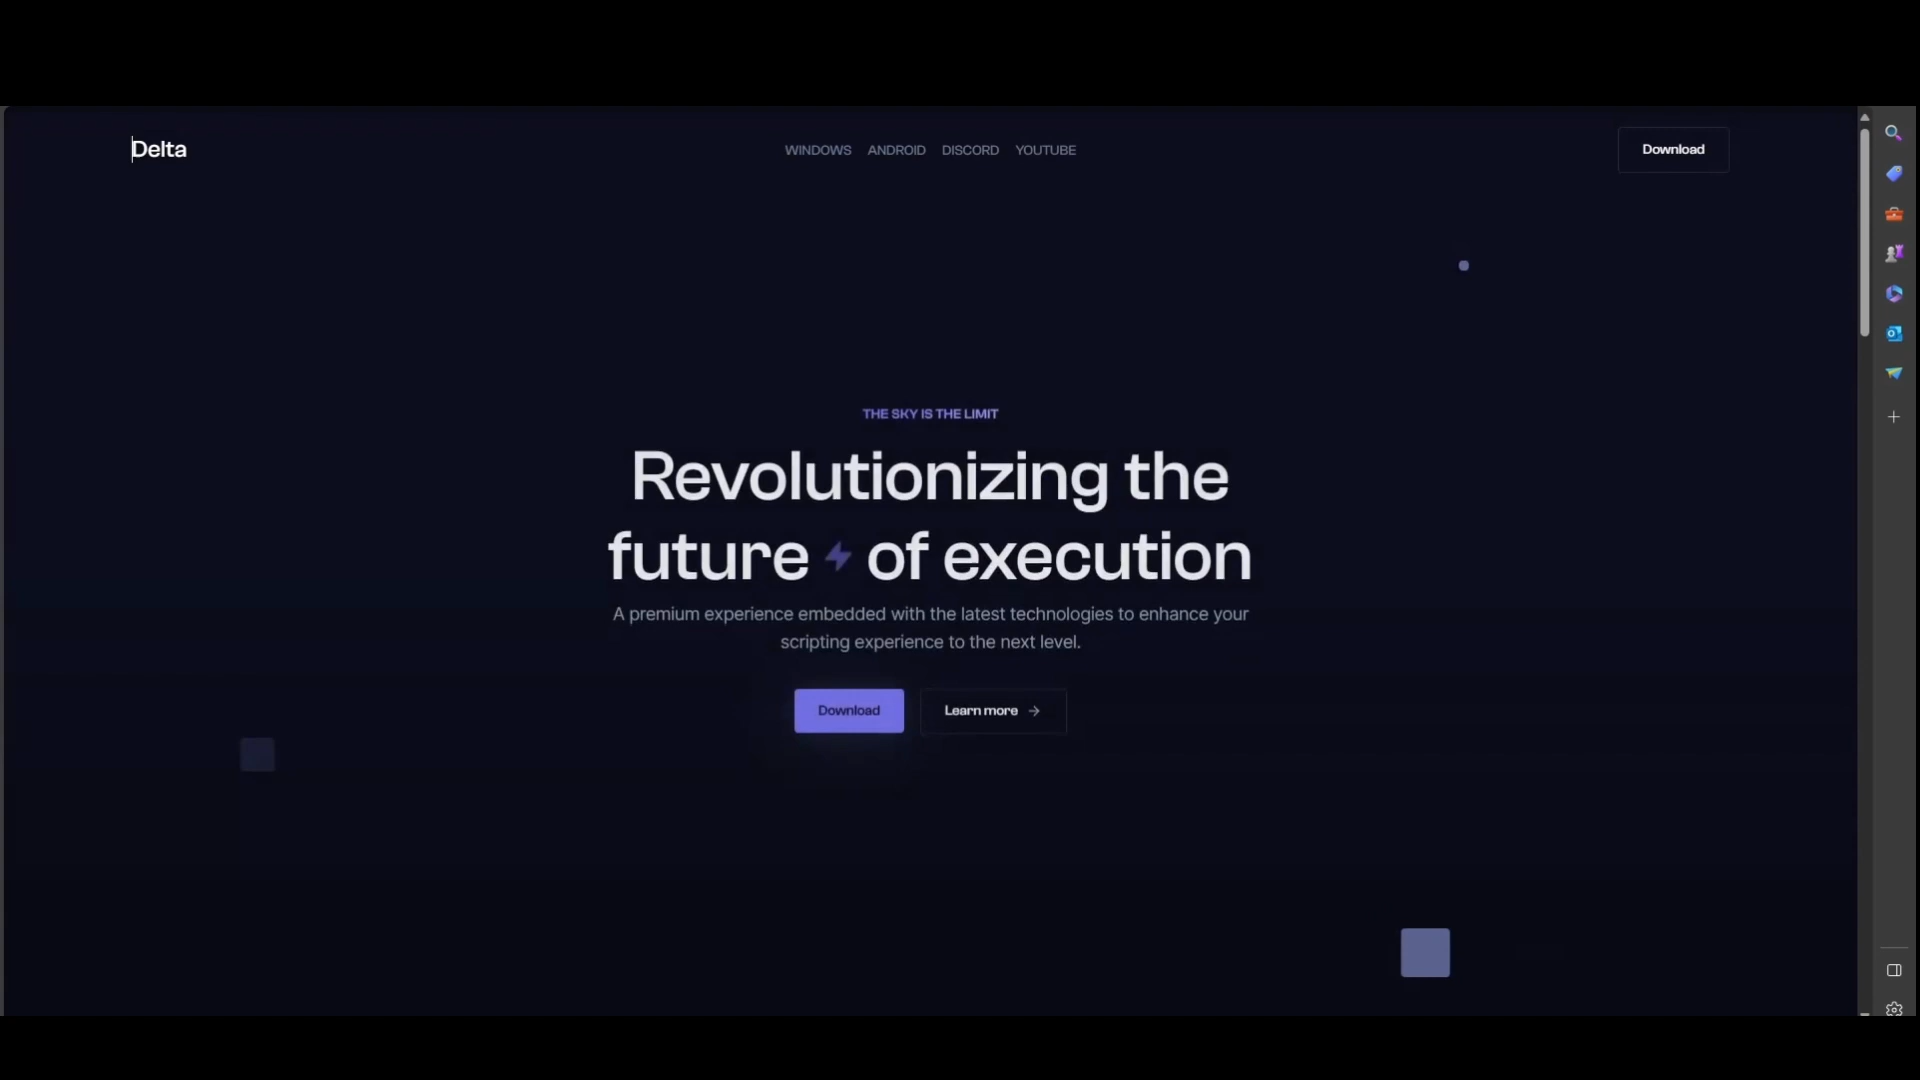 Delta
WINDOWS ANDROID DISCORD YOUTUBE
Download
THE SKY IS THE LIMIT
Revolutionizing the
future of execution
A premium experience embedded with the latest technologies to enhance your
scripting experience to the next level.
Download
Learn more